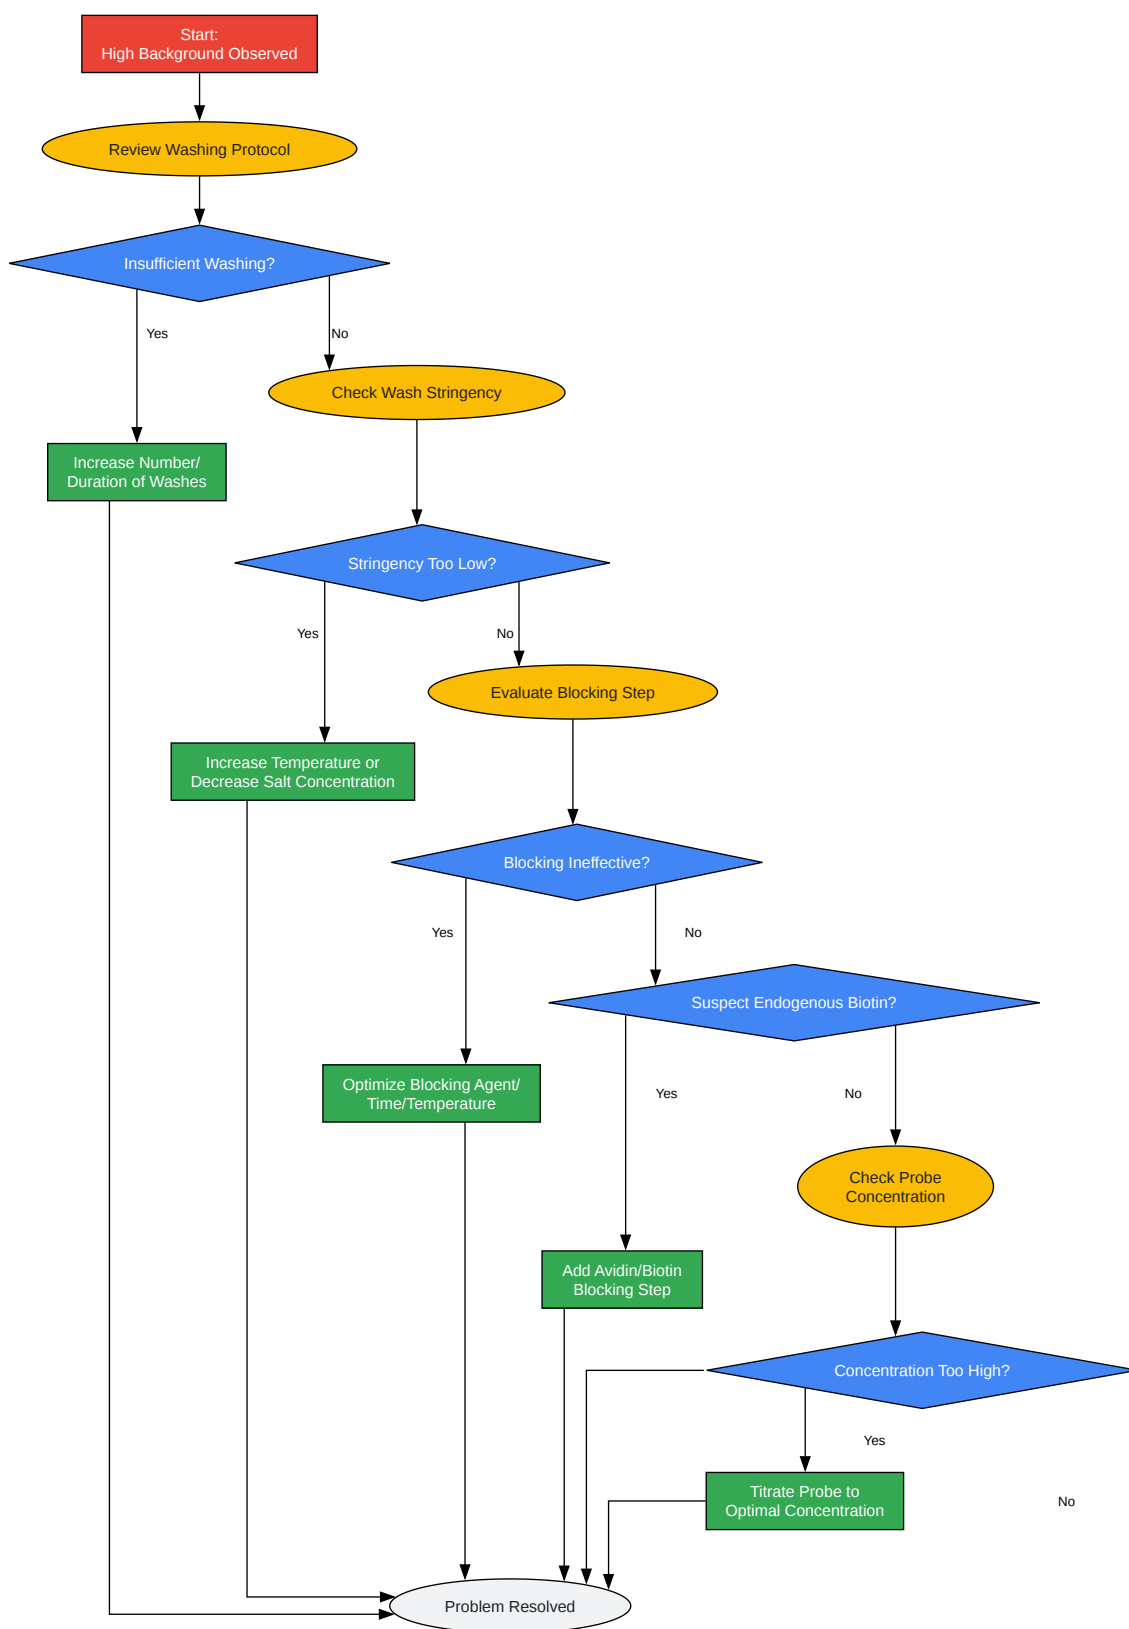 Start:
High Background Observed
Review Washing Protocol
Insufficient Washing?
Yes
No
Check Wash Stringency
Increase Number/
Duration of Washes
Stringency Too Low?
Yes
No
Evaluate Blocking Step
Increase Temperature or
Decrease Salt Concentration
Blocking Ineffective?
Yes
No
Suspect Endogenous Biotin?
Optimize Blocking Agent/
Time/Temperature
Yes
No
Check Probe
Concentration
Add Avidin/Biotin
Blocking Step
Concentration Too High?
Yes
Titrate Probe to
Optimal Concentration
No
Problem Resolved